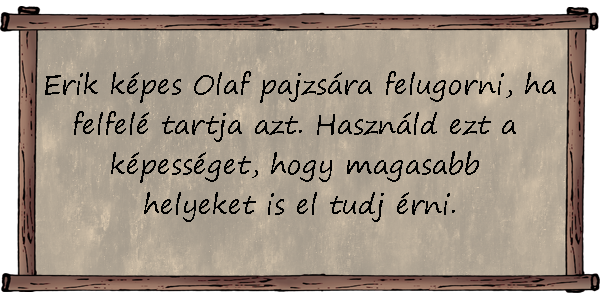 Erik képes Olaf pajzsára felugorni, ha
felfelé tartja azt. Használd ezt a
képességet, hogy magasabb
helyeket is el tudj érni.